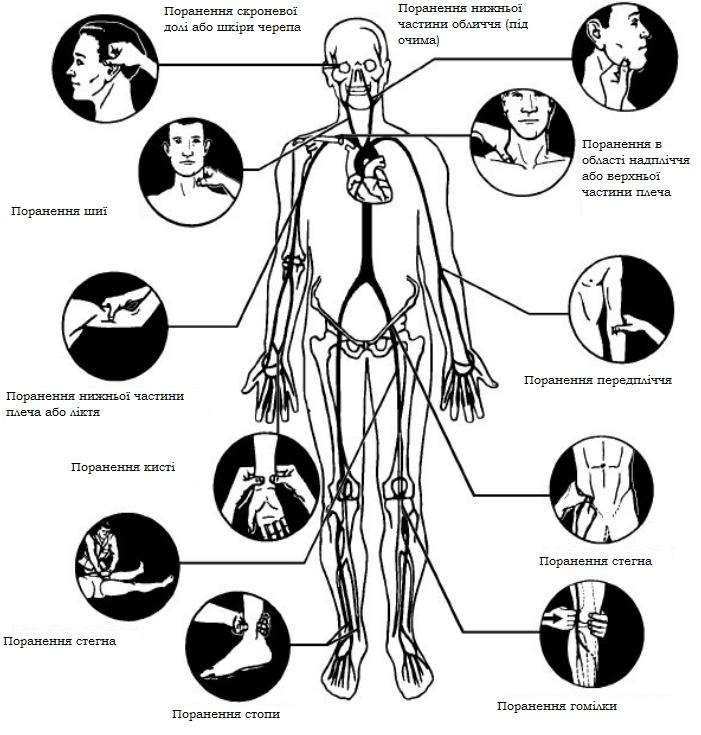 Поранення скроневої
долі або шкіри черепа
Поранення нижньої
частини обличчя (під
очима)
Поранення в
області надпліччя
або верхньої
частини плеча
Поранення шиї
Поранення передпліччя
Поранення нижньої частини
плеча або ліктя
Поранення кисті
Поранення стегна
Поранення стегна
Поранення гомілки
Поранення стопи